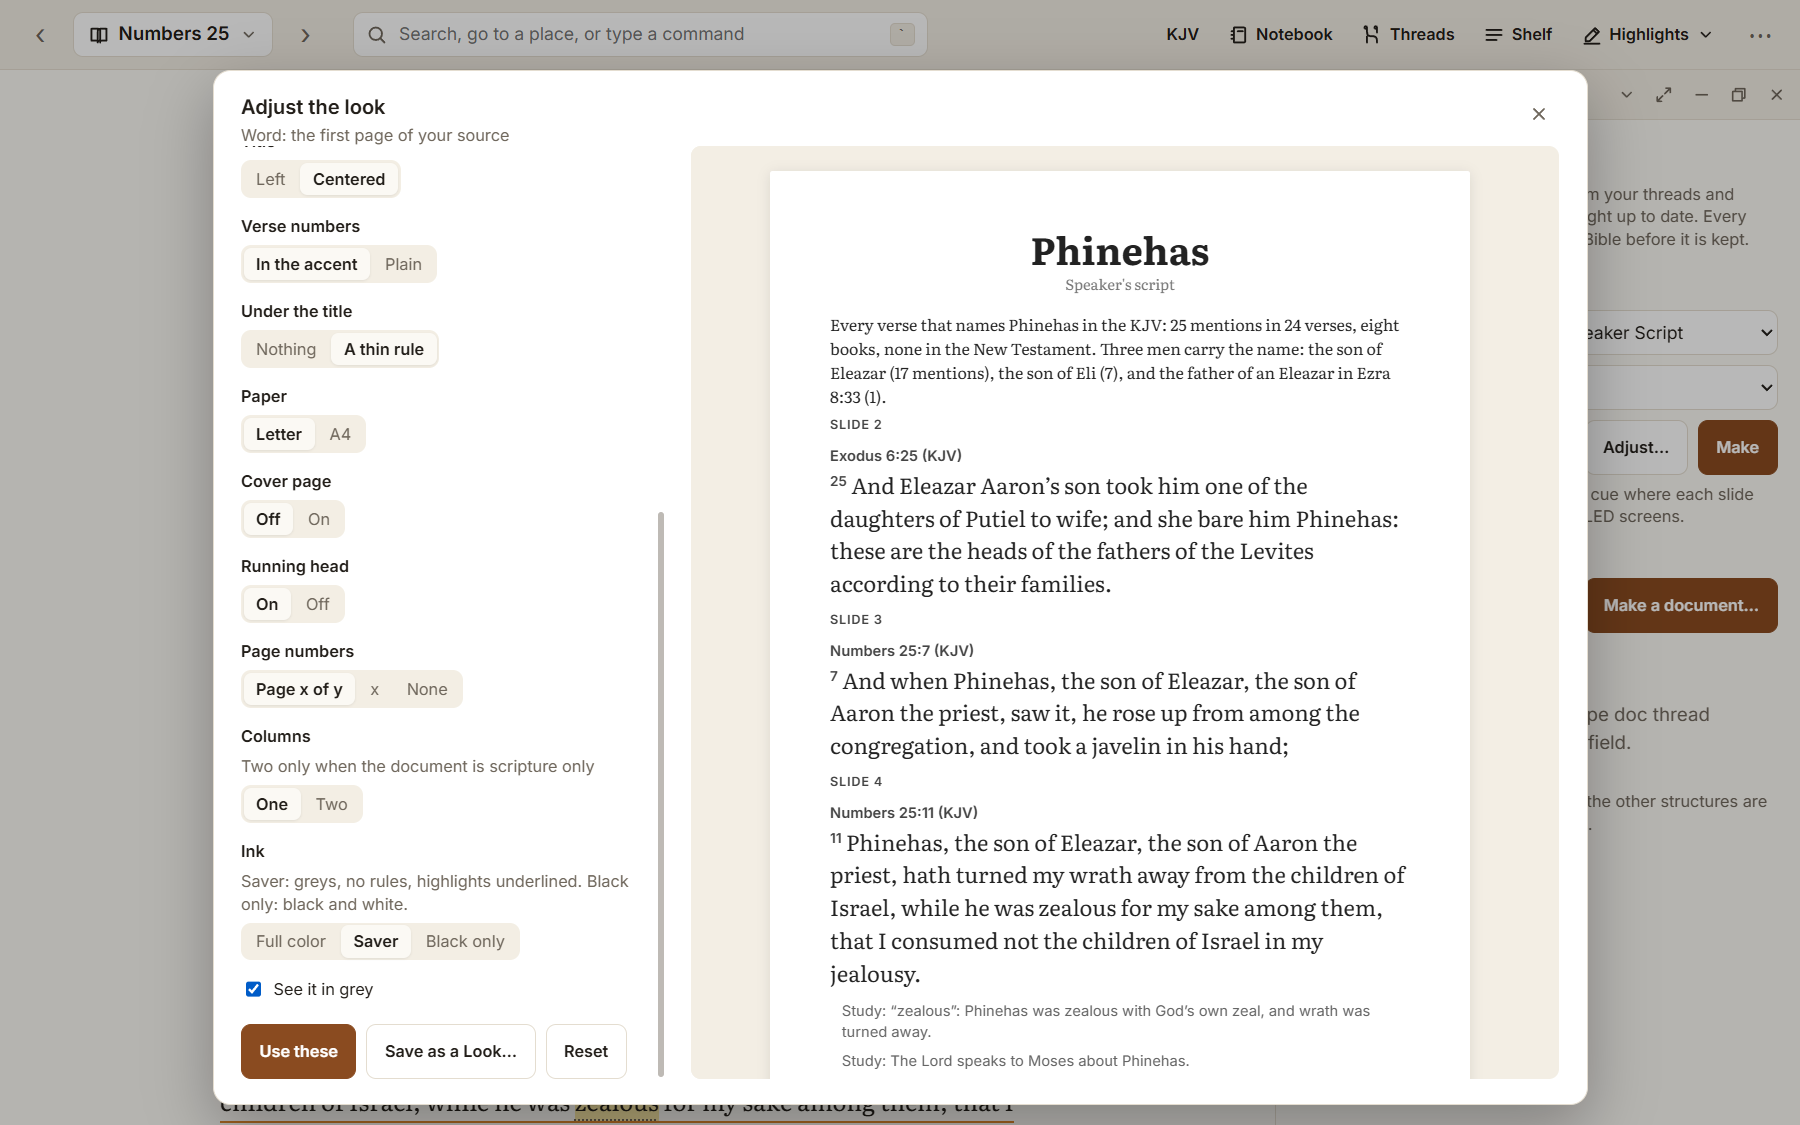 Numbers 25
Search, go to a place, or type a command
`
KJV
Notebook
Threads
Shelf
Highlights
Adjust the look
Word: the first page of your source
Left
Centered
Verse numbers
In the accent
Plain
Under the title
Nothing
A thin rule
Paper
Letter
A4
Cover page
Off
On
Running head
On
Off
Page numbers
Page x of y
x
None
Columns
Two only when the document is scripture only
One
Two
Ink
Saver: greys, no rules, highlights underlined. Black
only: black and white.
Full color
Saver
Black only
See it in grey
Use these
Save as a Look...
Reset
Phinehas
Speaker's script
Every verse that names Phinehas in the KJV: 25 mentions in 24 verses, eight
books, none in the New Testament. Three men carry the name: the son of
Eleazar (17 mentions), the son of Eli (7), and the father of an Eleazar in Ezra
8:33 (1).
SLIDE 2
Exodus 6:25 (KJV)
25 And Eleazar Aaron’s son took him one of the
daughters of Putiel to wife; and she bare him Phinehas:
these are the heads of the fathers of the Levites
according to their families.
SLIDE 3
Numbers 25:7 (KJV)
7 And when Phinehas, the son of Eleazar, the son of
Aaron the priest, saw it, he rose up from among the
congregation, and took a javelin in his hand;
SLIDE 4
Numbers 25:11 (KJV)
11 Phinehas, the son of Eleazar, the son of Aaron the
priest, hath turned my wrath away from the children of
Israel, while he was zealous for my sake among them,
that I consumed not the children of Israel in my
jealousy.
Study: “zealous”: Phinehas was zealous with God’s own zeal, and wrath was
turned away.
Study: The Lord speaks to Moses about Phinehas.
your threads and
up to date. Every
Bible before it is kept.
Script
Adjust...
Make
cue where each slide
LED screens.
Make a document...
doc thread
field.
the other structures are
children of Israel, while he was zealous for my sake among them, that I